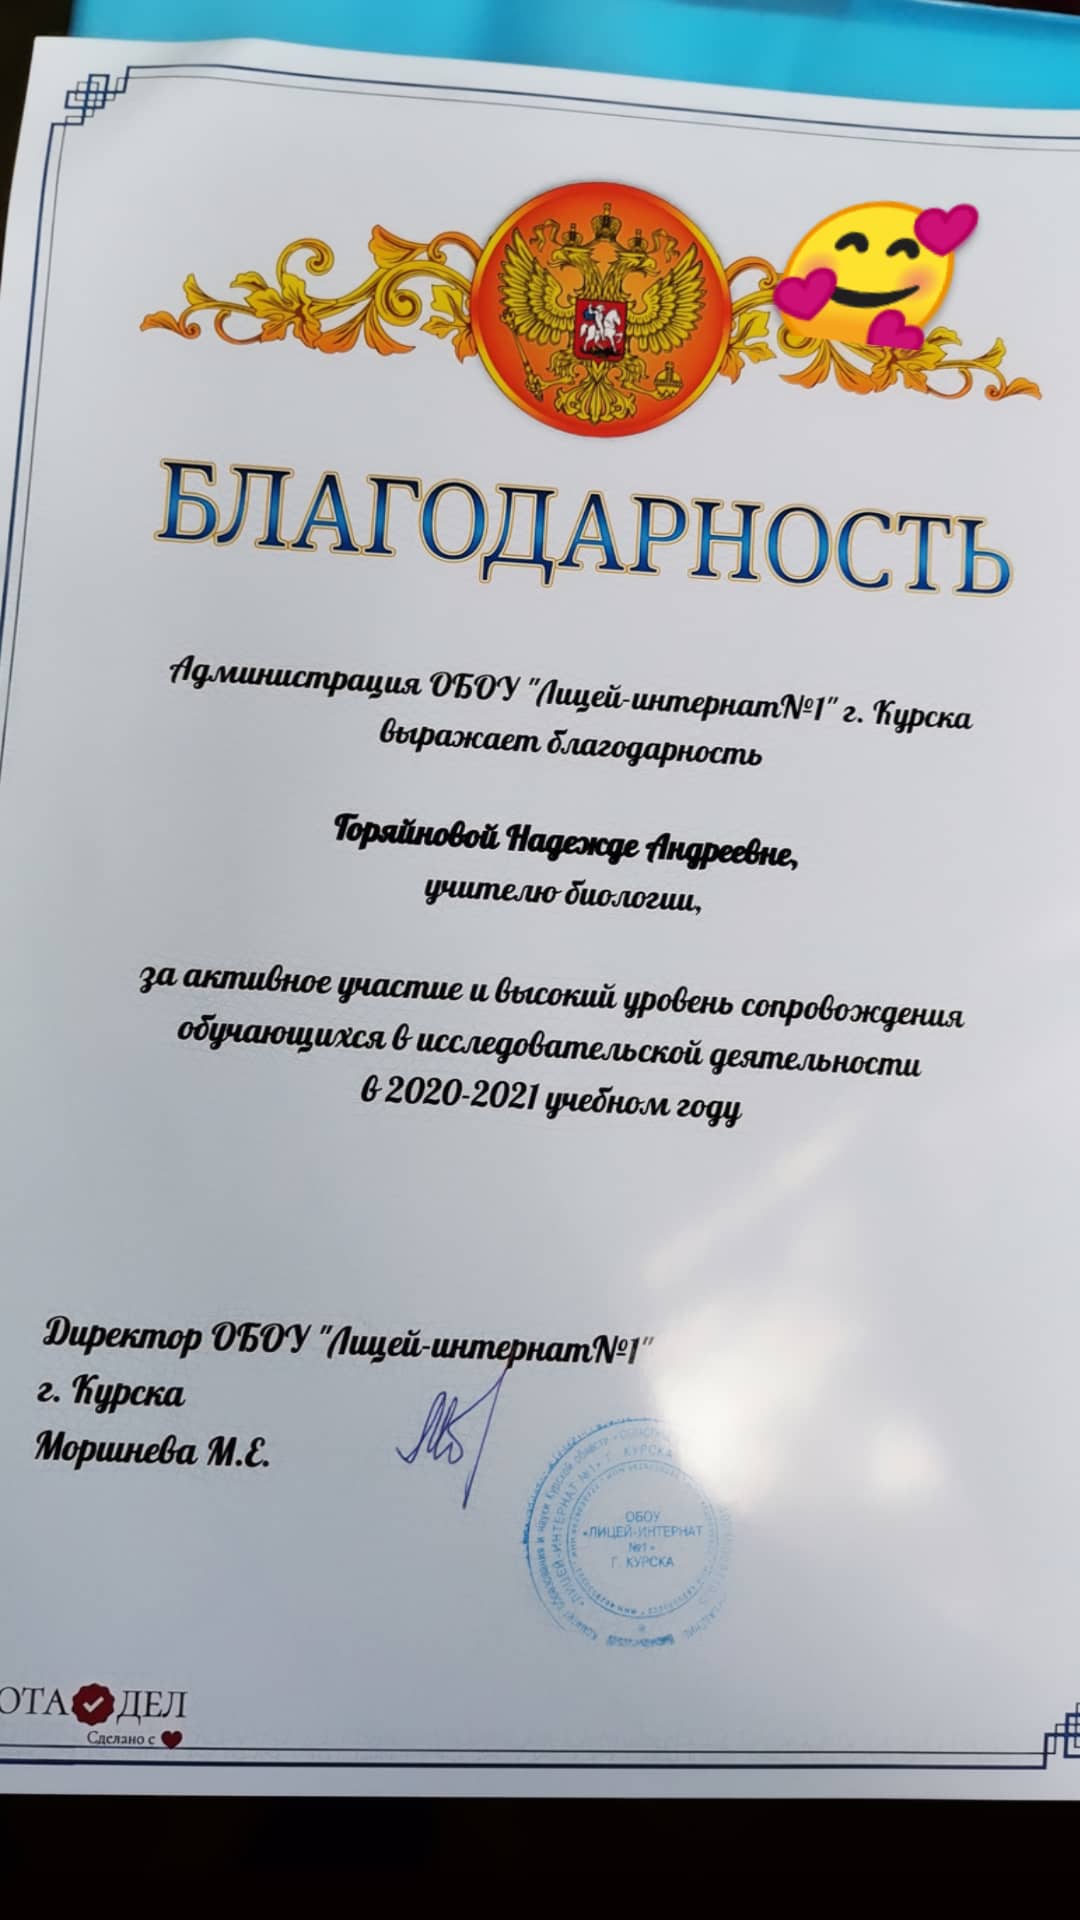 БЛАГОДАРНОСТЬ
Администрация ОБОУ "Лицей-интернат№1" г. Курска
выражает благодарность
Горяйновой Надежде Андреевне,
учителю биологии,
за активное участие и высокий уровень сопровождения
обучающихся в исследовательской деятельности
в 2020-2021 учебном году
Директор ОБОУ "Лицей-интернат№1"
г. Курска
Моршнева М.Е.
ОБОУ
«ЛИЦЕЙ-ИНТЕРНАТ
№1»
Г. КУРСКА
ОТА ДЕЛ
Сделано с